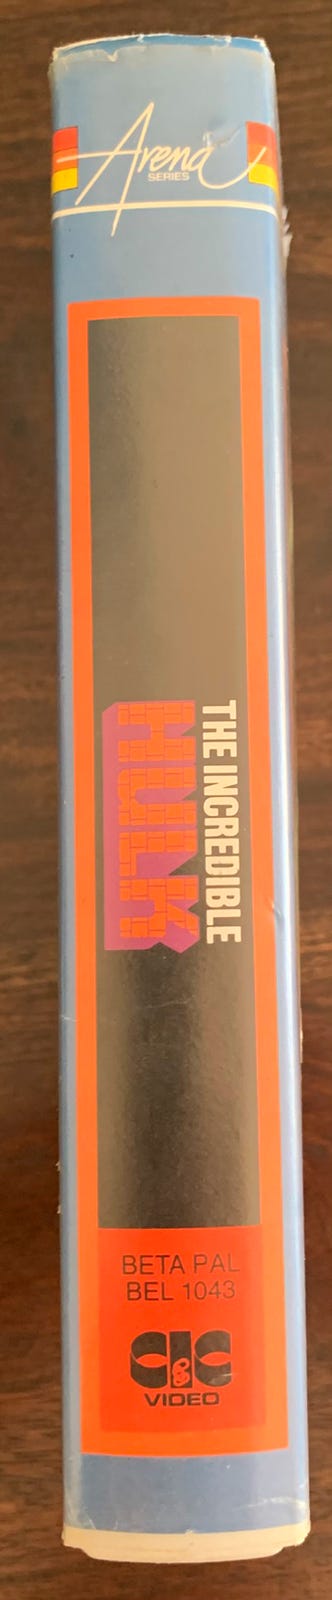 Arena
SERIES
THE INCREDIBLE
HULK
BETA PAL
BEL 1043
CIC
VIDEO